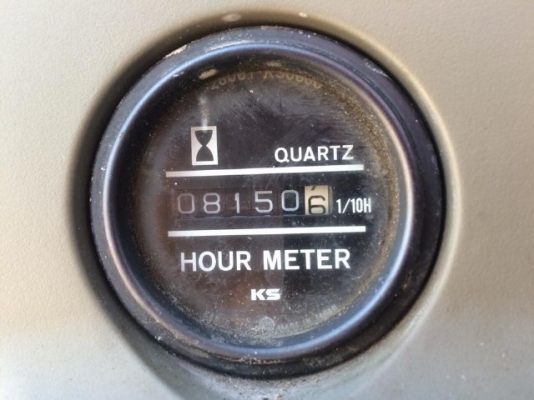 QUARTZ
081506 1/10H
HOUR METER
KS